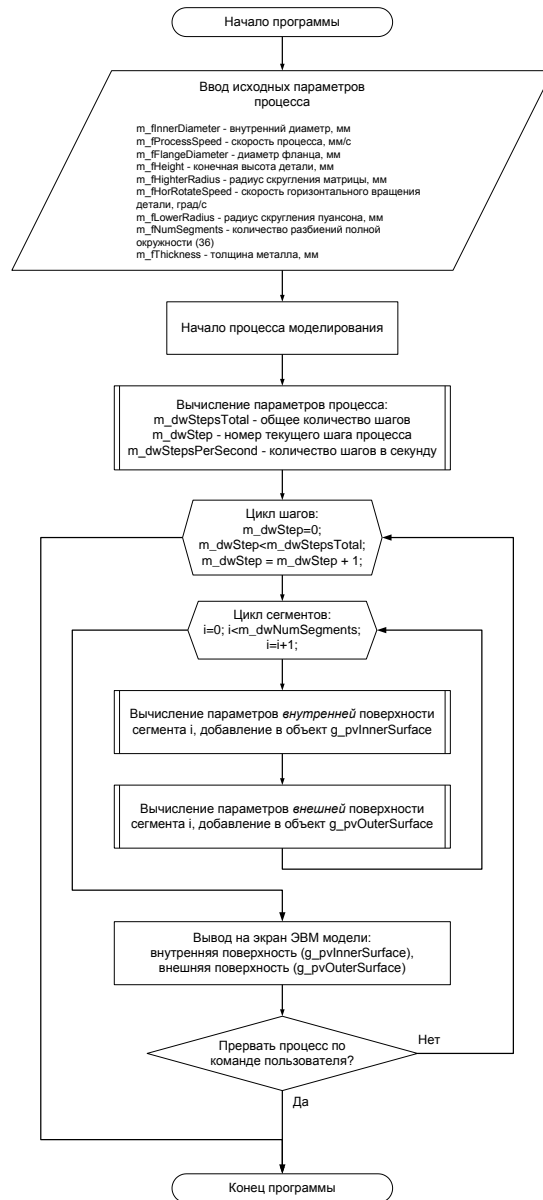 Начало программы
Ввод исходных параметров
процесса
m_fInnerDiameter - внутренний диаметр, мм
m_fProcessSpeed - скорость процесса, мм/с
m_fFlangeDiameter - диаметр фланца, мм
m_fHeight - конечная высота детали, мм
m_fHighterRadius - радиус скругления матрицы, мм
m_fHorRotateSpeed - скорость горизонтального вращения
детали, град/с
m_fLowerRadius - радиус скругления пуансона, мм
m_fNumSegments - количество разбиений полной
окружности (36)
m_fThickness - толщина металла, мм
Начало процесса моделирования
Вычисление параметров процесса:
m_dwStepsTotal - общее количество шагов
m_dwStep - номер текущего шага процесса
m_dwStepsPerSecond - количество шагов в секунду
Цикл шагов:
m_dwStep=0;
m_dwStep<m_dwStepsTotal;
m_dwStep = m_dwStep + 1;
Цикл сегментов:
i=0; i<m_dwNumSegments;
i=i+1;
Вычисление параметров внутренней поверхности
сегмента i, добавление в объект g_pvInnerSurface
Вычисление параметров внешней поверхности
сегмента i, добавление в объект g_pvOuterSurface
Вывод на экран ЭВМ модели:
внутренняя поверхность (g_pvInnerSurface),
внешняя поверхность (g_pvOuterSurface)
Прервать процесс по
команде пользователя?
Нет
Да
Конец программы